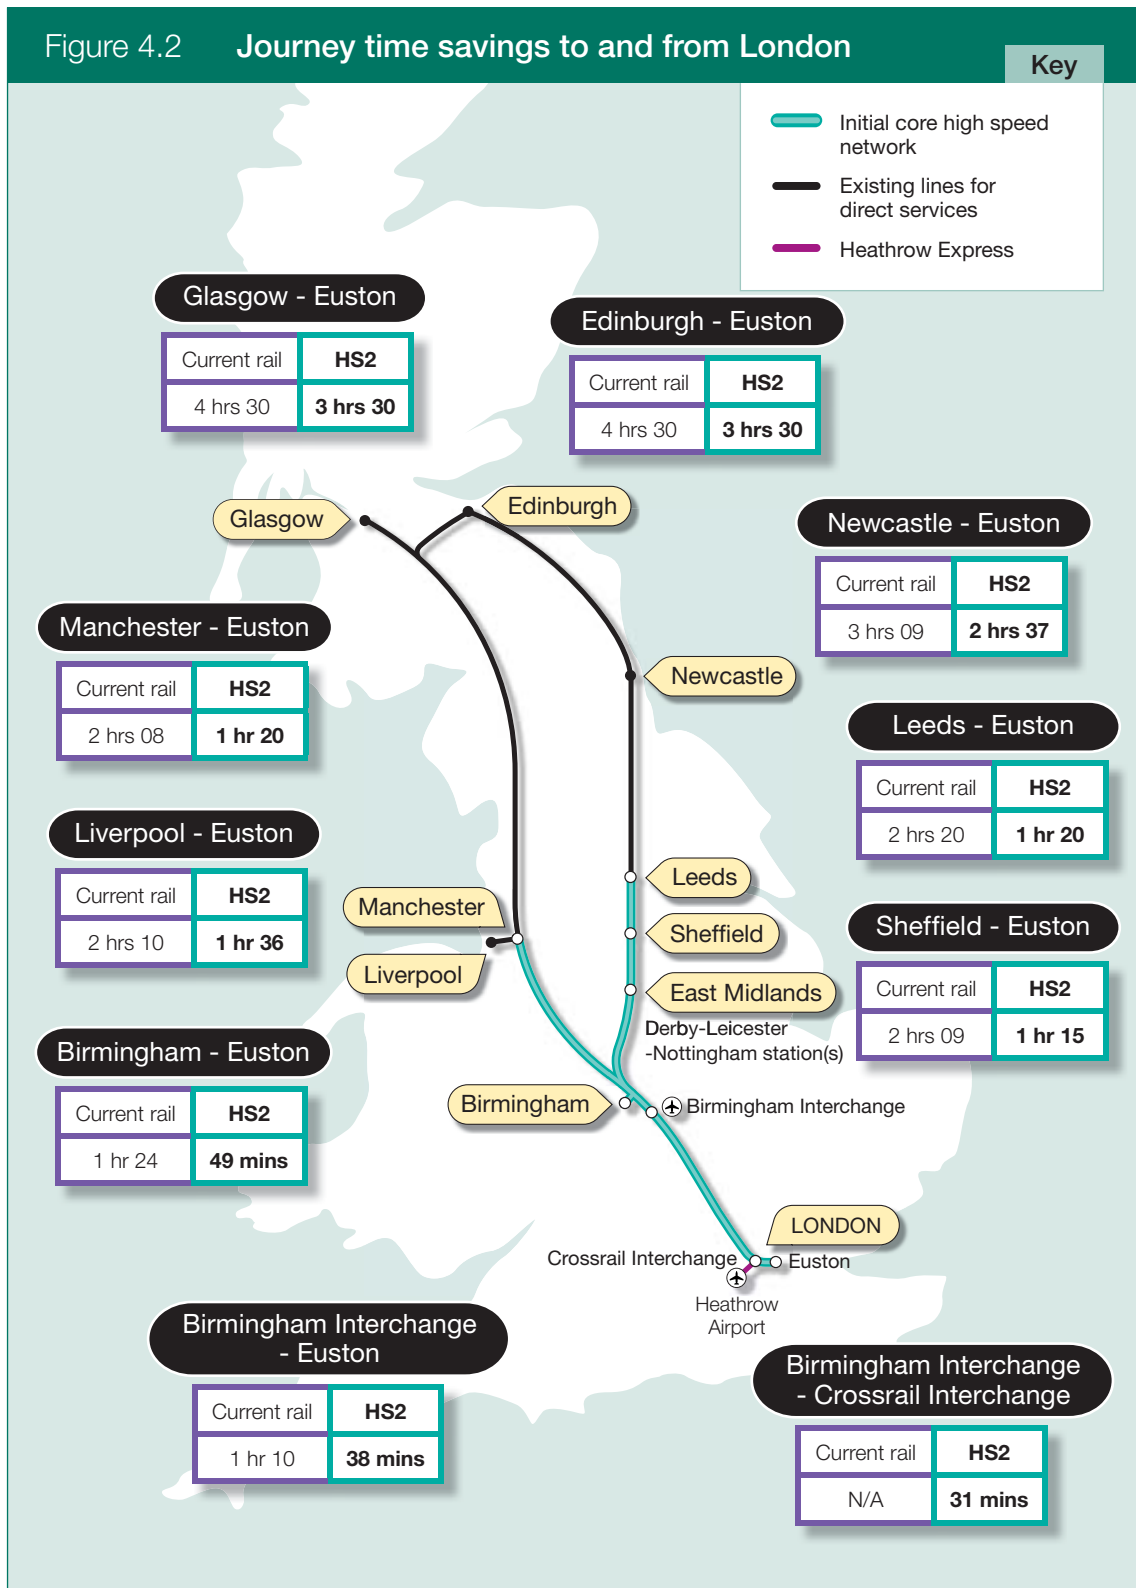 Figure 4.2 Journey time savings to and from London
Key
Initial core high speed
network
Existing lines for
direct services
Heathrow Express
Glasgow - Euston
Current rail HS2
4 hrs 30 3 hrs 30
Edinburgh - Euston
Current rail HS2
4 hrs 30 3 hrs 30
Glasgow
Edinburgh
Newcastle - Euston
Current rail HS2
3 hrs 09 2 hrs 37
Manchester - Euston
Current rail HS2
2 hrs 08 1 hr 20
Newcastle
Leeds - Euston
Current rail HS2
2 hrs 20 1 hr 20
Liverpool - Euston
Current rail HS2
2 hrs 10 1 hr 36
Manchester
Liverpool
Leeds
Sheffield
East Midlands
Derby-Leicester
-Nottingham station(s)
Sheffield - Euston
Current rail HS2
2 hrs 09 1 hr 15
Birmingham - Euston
Current rail HS2
1 hr 24 49 mins
Birmingham
Birmingham Interchange
LONDON
Crossrail Interchange
Euston
Heathrow
Airport
Birmingham Interchange
- Euston
Current rail HS2
1 hr 10 38 mins
Birmingham Interchange
- Crossrail Interchange
Current rail HS2
N/A 31 mins